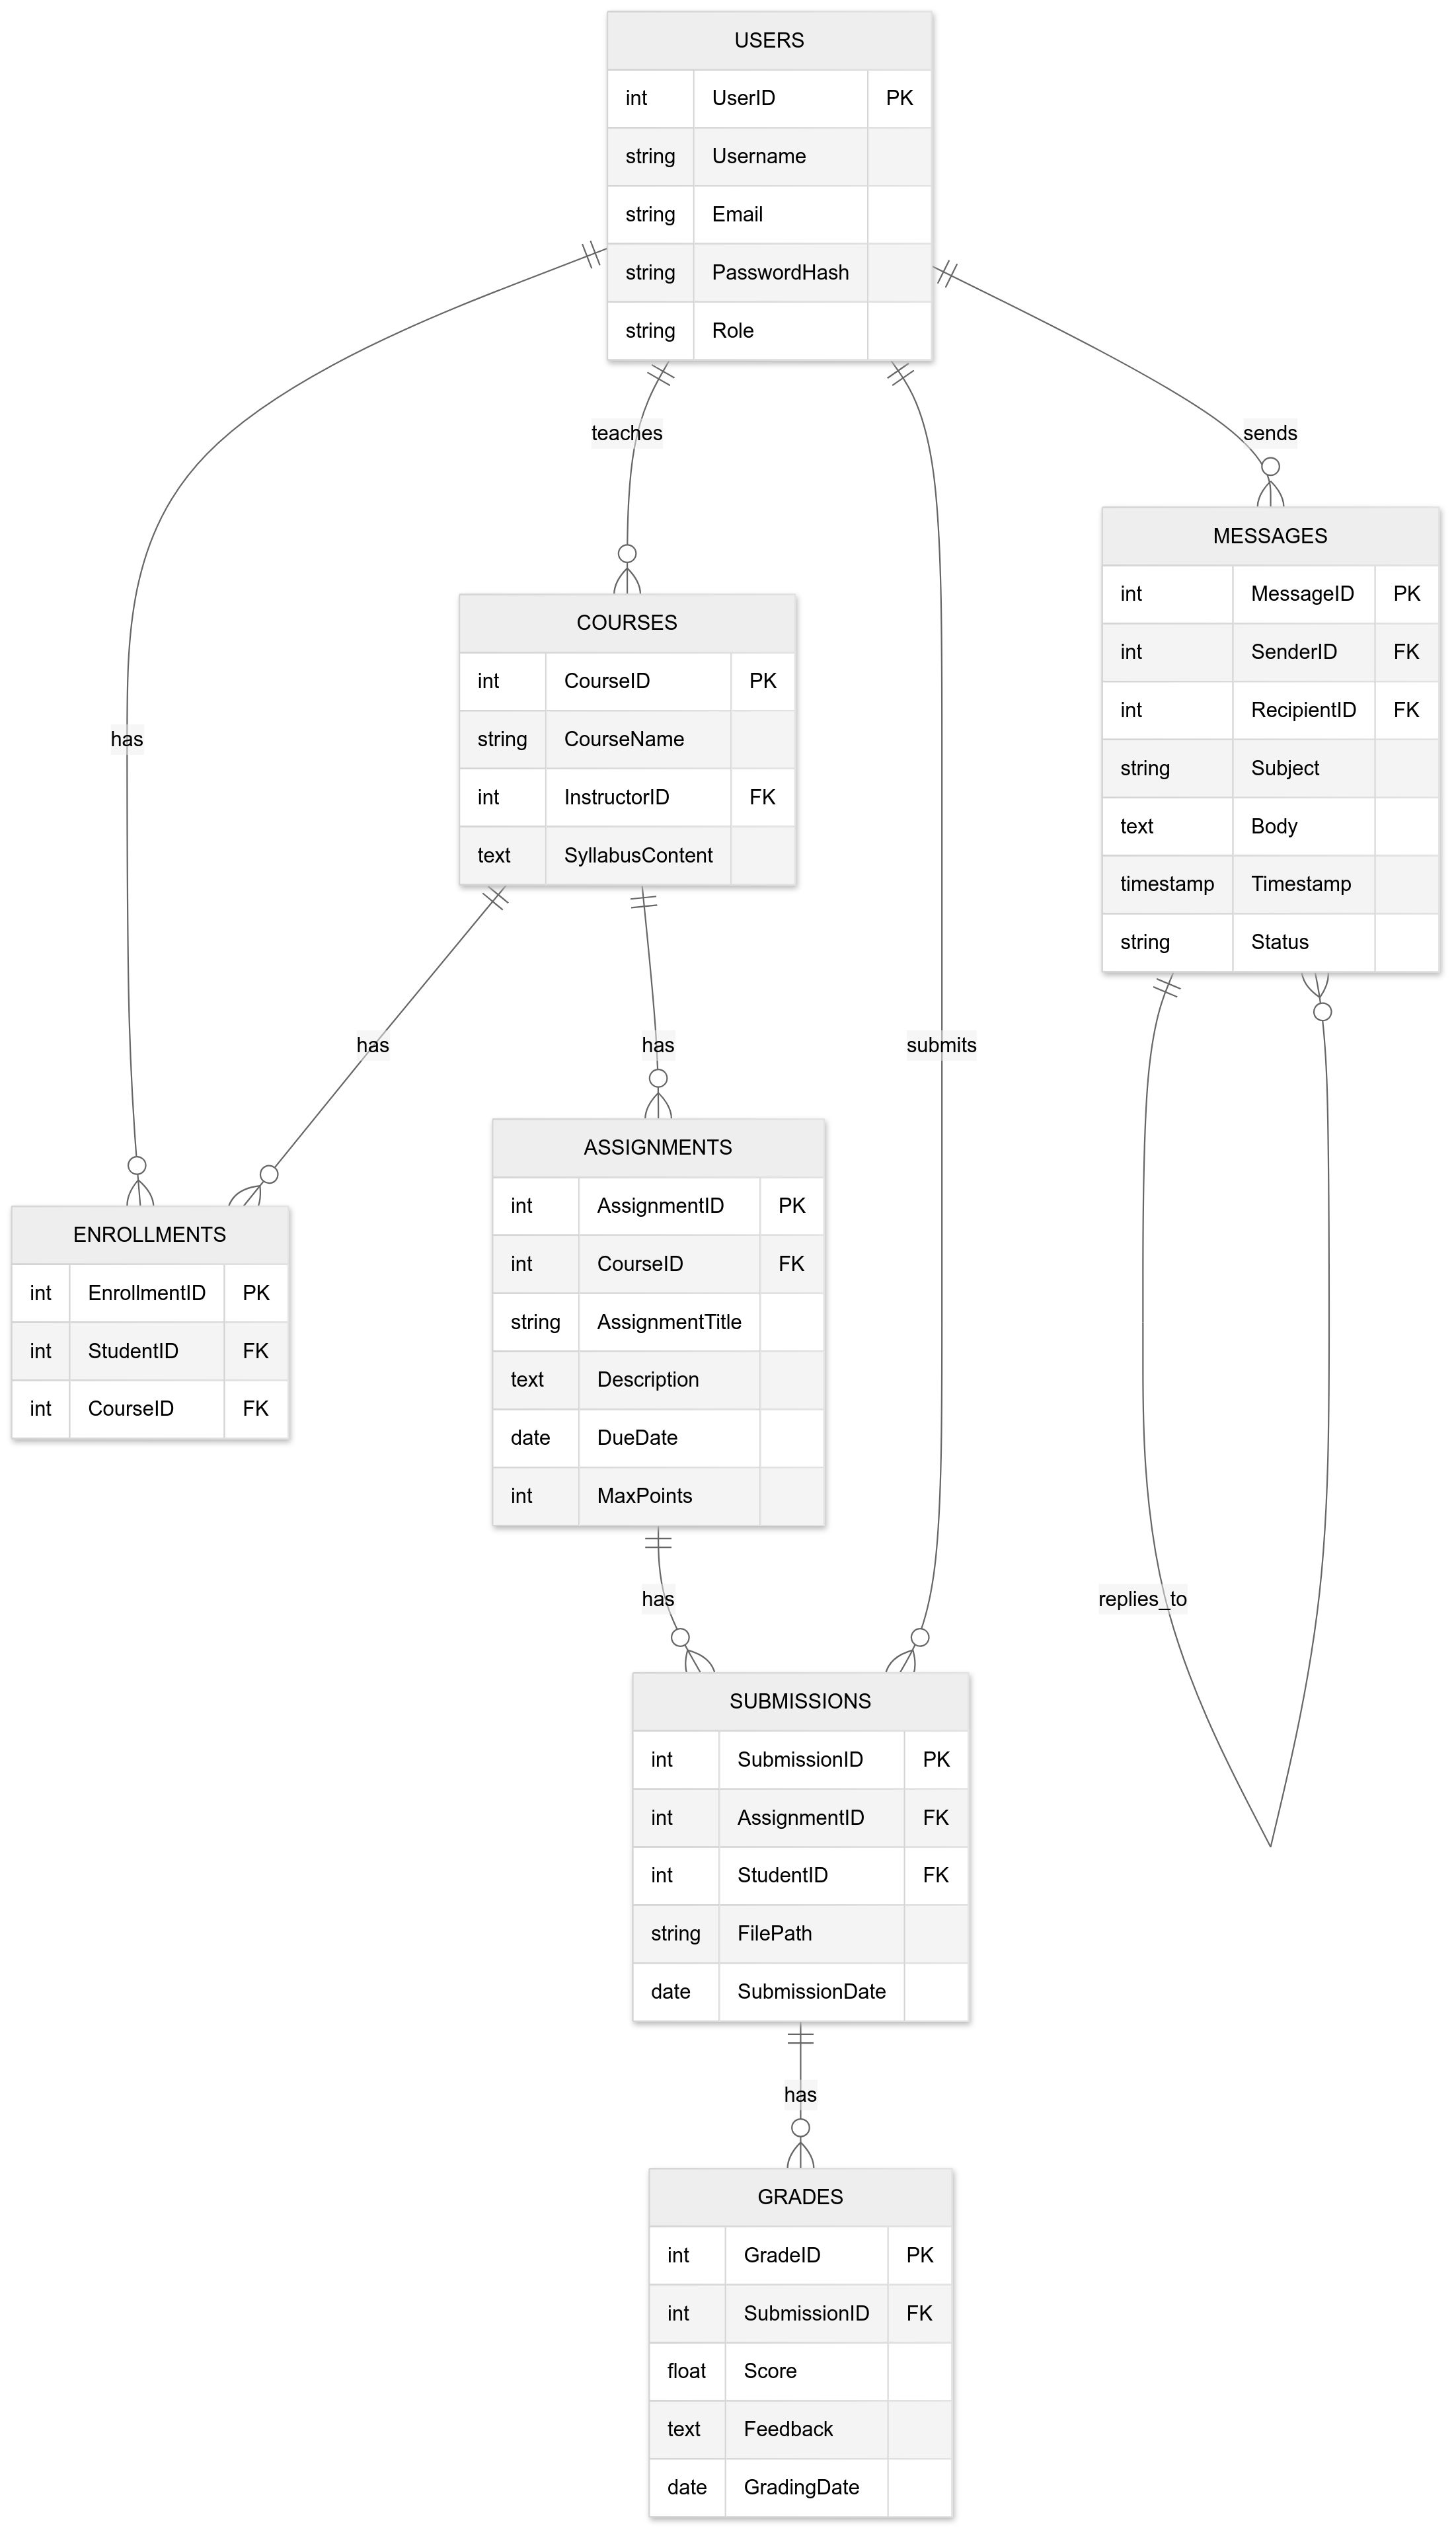 USERS
int UserID PK
string Username
string Email
string PasswordHash
string Role
teaches
sends
has
submits
COURSES
int CourseID PK
string CourseName
int InstructorID FK
text SyllabusContent
MESSAGES
int MessageID PK
int SenderID FK
int RecipientID FK
string Subject
text Body
timestamp Timestamp
string Status
has
has
replies_to
ENROLLMENTS
int EnrollmentID PK
int StudentID FK
int CourseID FK
ASSIGNMENTS
int AssignmentID PK
int CourseID FK
string AssignmentTitle
text Description
date DueDate
int MaxPoints
has
SUBMISSIONS
int SubmissionID PK
int AssignmentID FK
int StudentID FK
string FilePath
date SubmissionDate
has
GRADES
int GradeID PK
int SubmissionID FK
float Score
text Feedback
date GradingDate